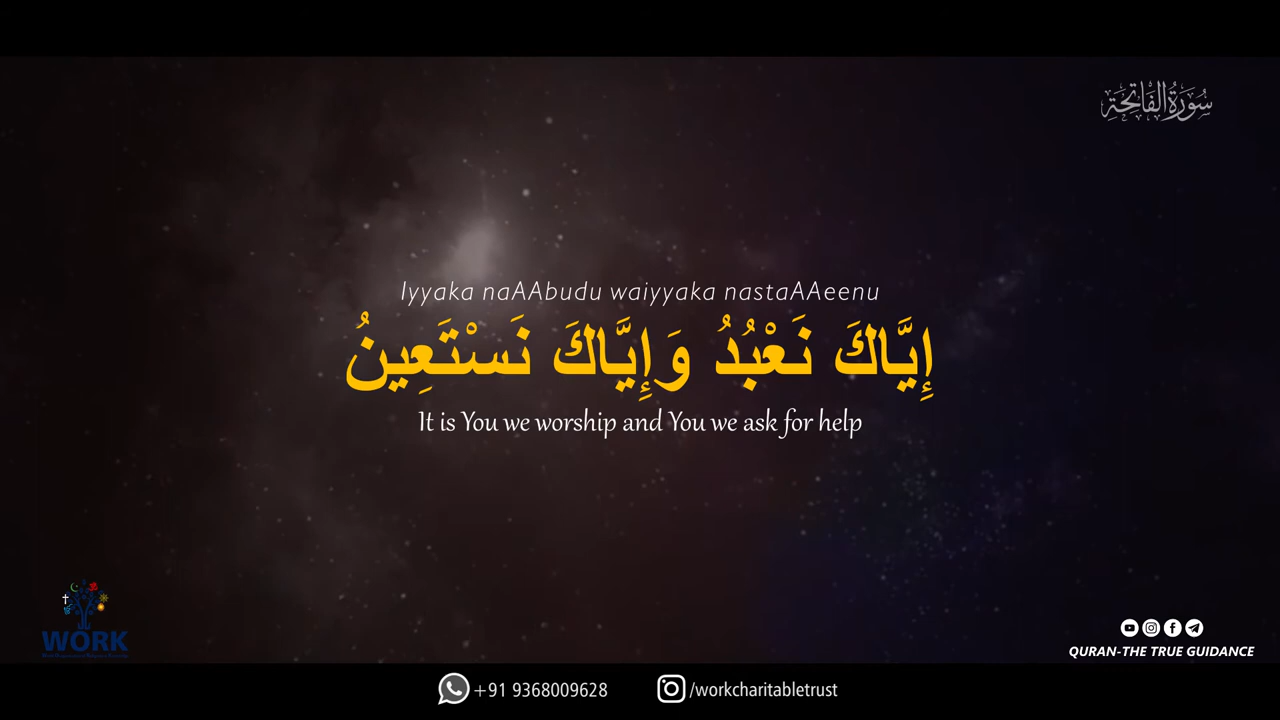 سُورَةُ الْفَاتِحَةِ
Iyyaka naAAbudu waiyyaka nastaAAeenu
إِيَّاكَ نَعْبُدُ وَإِيَّاكَ نَسْتَعِينُ
It is You we worship and You we ask for help
WORK
QURAN-THE TRUE GUIDANCE
+91 9368009628
/workcharitabletrust